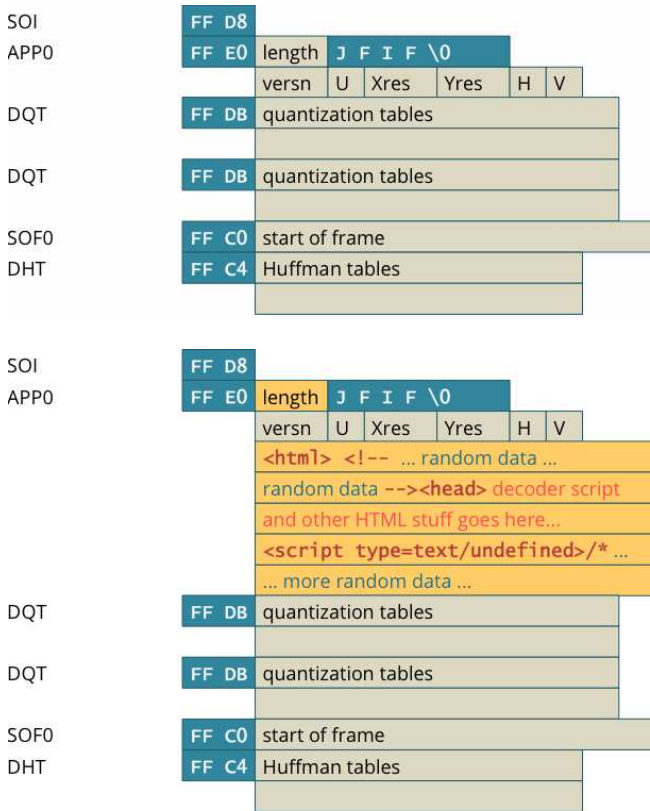 SOI FF D8
APP0 FF E0 length J F I F \0
versn U Xres Yres H V
DQT FF DB quantization tables
DQT FF DB quantization tables
SOF0 FF C0 start of frame
DHT FF C4 Huffman tables
SOI FF D8
APP0 FF E0 length J F I F \0
versn U Xres Yres H V
<html> <!-- ... random data ...
random data --><head> decoder script
and other HTML stuff goes here...
<script type=text/undefined>/* ...
... more random data ...
DQT FF DB quantization tables
DQT FF DB quantization tables
SOF0 FF C0 start of frame
DHT FF C4 Huffman tables